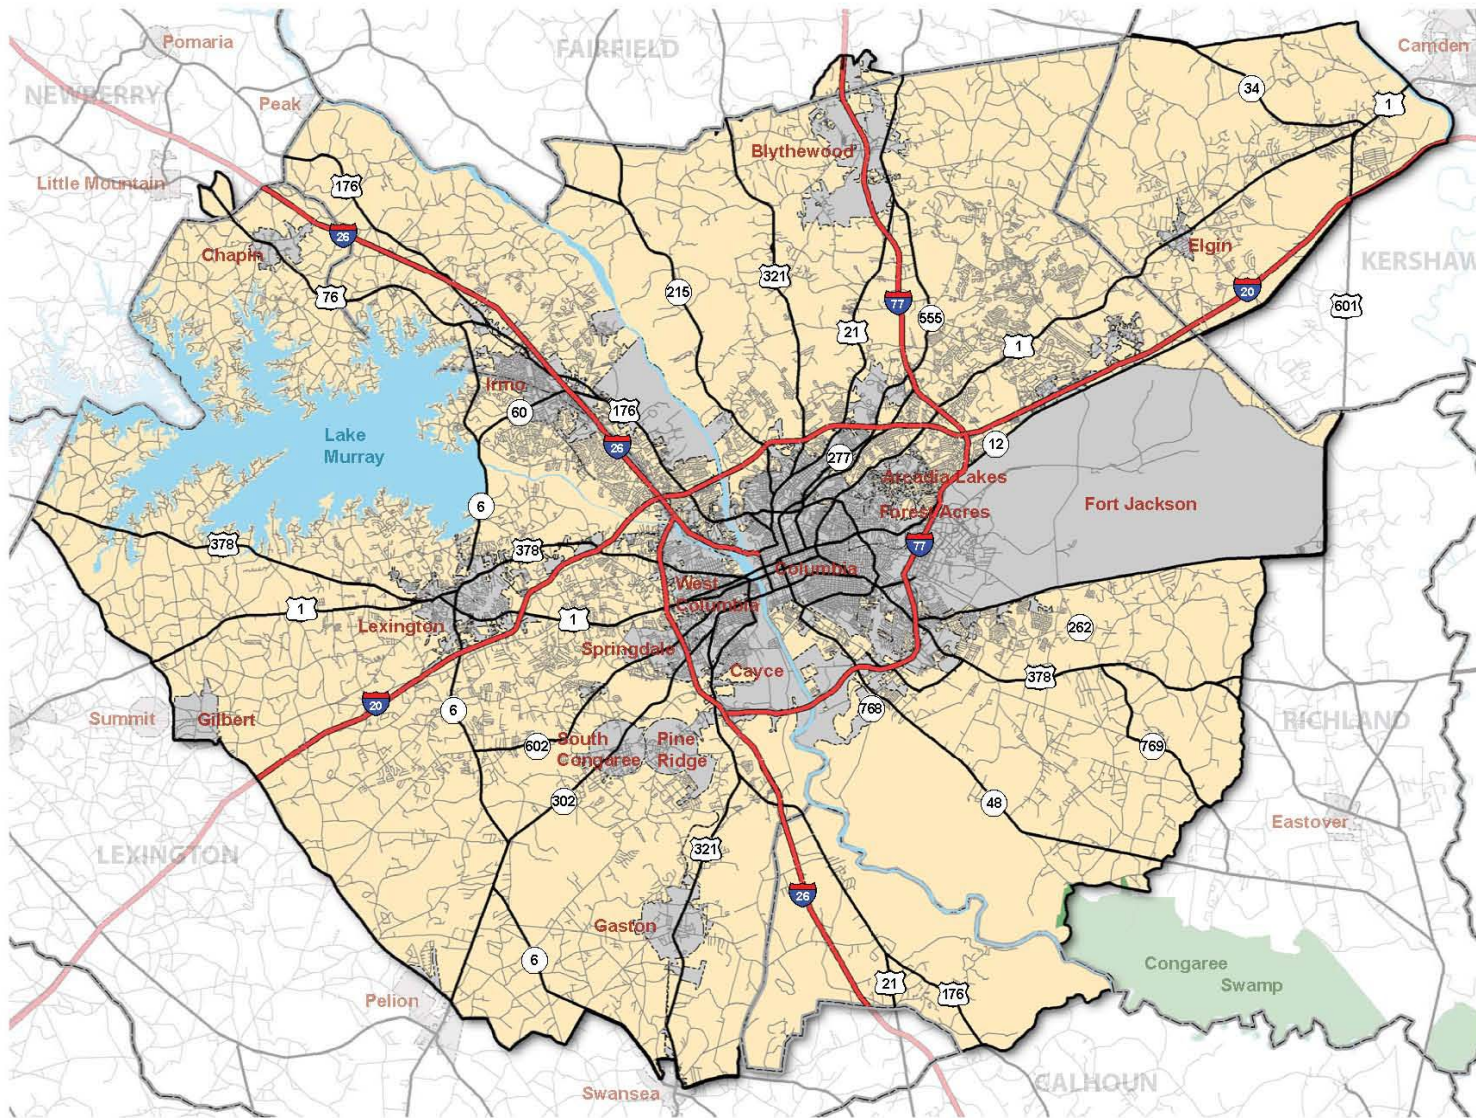 Pomaria
FAIRFIELD
Camden
NEWBERRY
Peak
34
1
Blythewood
Little Mountain
176
26
Chapin
Elgin
KERSHAW
76
215
321
77
20
601
21
555
1
Irmo
60
176
Lake
Murray
26
12
277
Arcadia Lakes
6
Forest Acres
Fort Jackson
378
378
77
Columbia
West
Columbia
1
1
Lexington
262
Springdale
Cayce
378
20
6
768
Summit
Gilbert
RICHLAND
602
South
Congaree
Pine
Ridge
769
302
48
Eastover
321
LEXINGTON
26
Gaston
6
Congaree
Swamp
21
176
Pelion
CALHOUN
Swansea